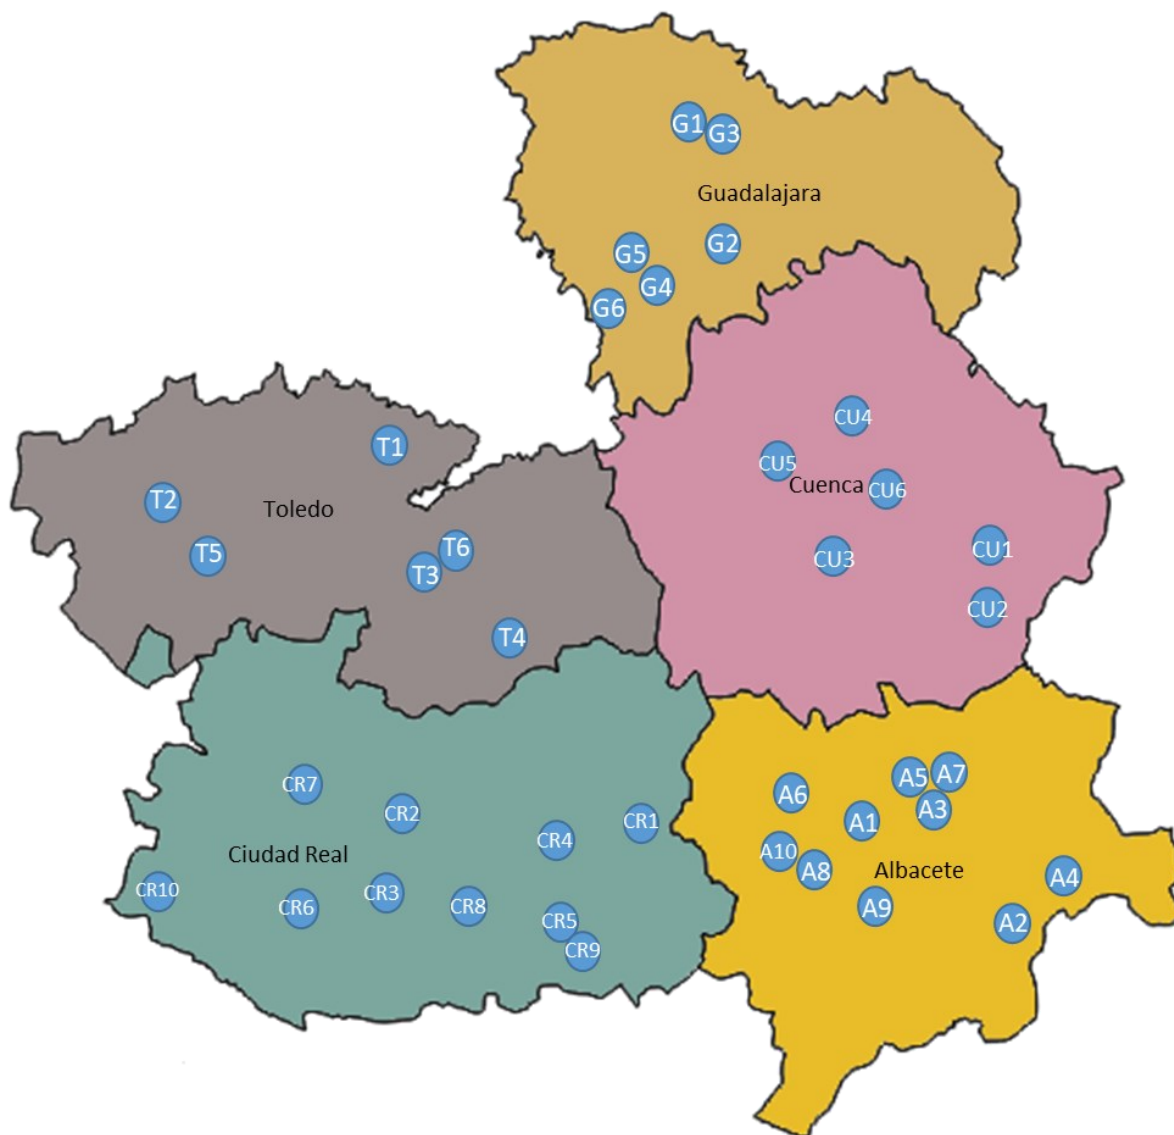 G1
G3
Guadalajara
G2
G5
G4
G6
CU4
T1
CU5
Cuenca
CU6
T2
Toledo
T6
T5
T3
CU3
CU1
CU2
T4
A5
A7
CR7
A6
A3
CR2
CR1
A1
CR4
Ciudad Real
A10
A8
Albacete
A4
CR10
CR3
CR6
CR8
A9
CR5
A2
CR9